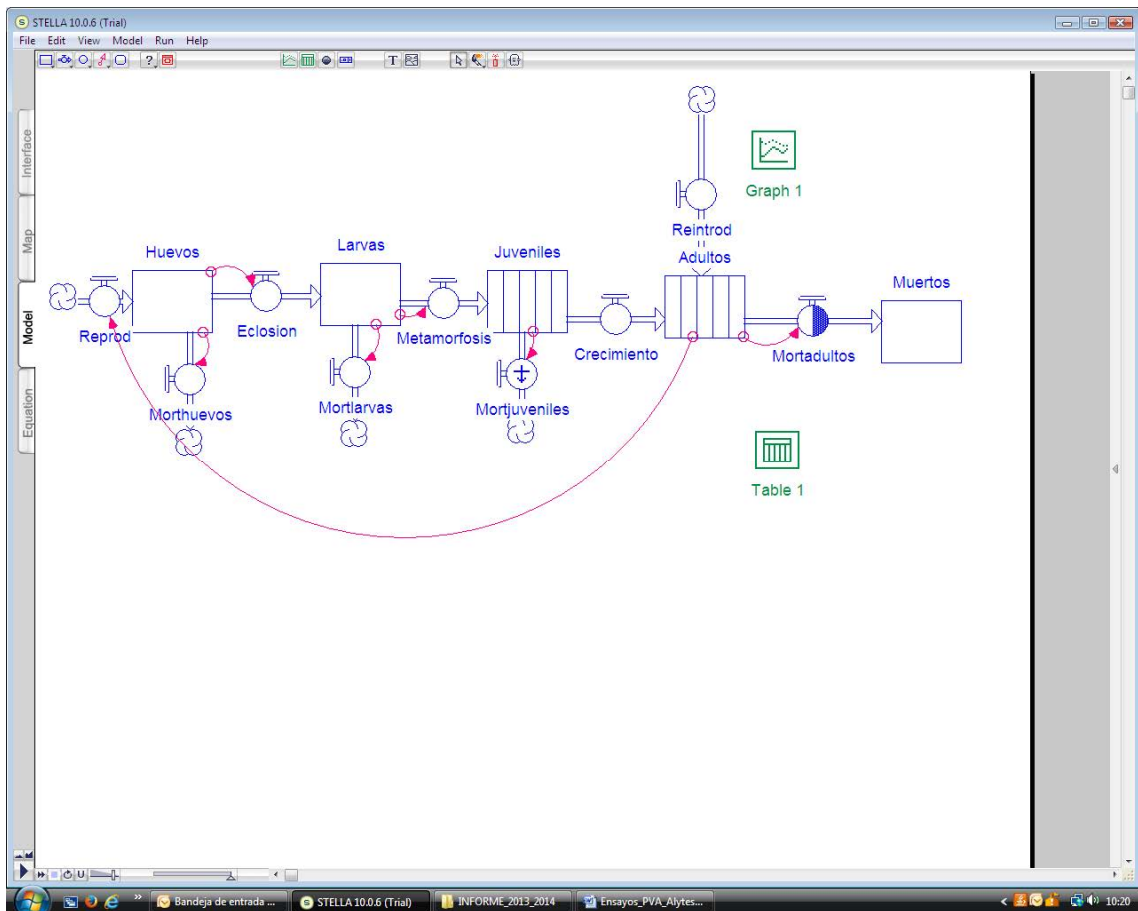 STELLA 10.0.6 (Trial)
File Edit View Model Run Help
Interface
Map
Model
Equation
Graph 1
Reintrod
Huevos
Larvas
Juveniles
Adultos
Muertos
Reprod
Eclosion
Metamorfosis
Crecimiento
Mortadultos
Morthuevos
Mortlarvas
Mortjuveniles
Table 1
U
Bandeja de entrada ...
STELLA 10.0.6 (Trial)
INFORME_2013_2014
Ensayos_PVA_Alytes...
10:20